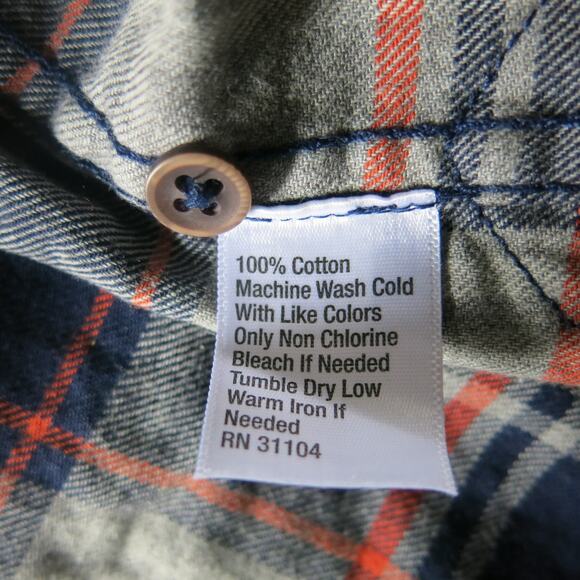 100% Cotton
Machine Wash Cold
With Like Colors
Only Non Chlorine
Bleach If Needed
Tumble Dry Low
Warm Iron If
Needed
RN 31104